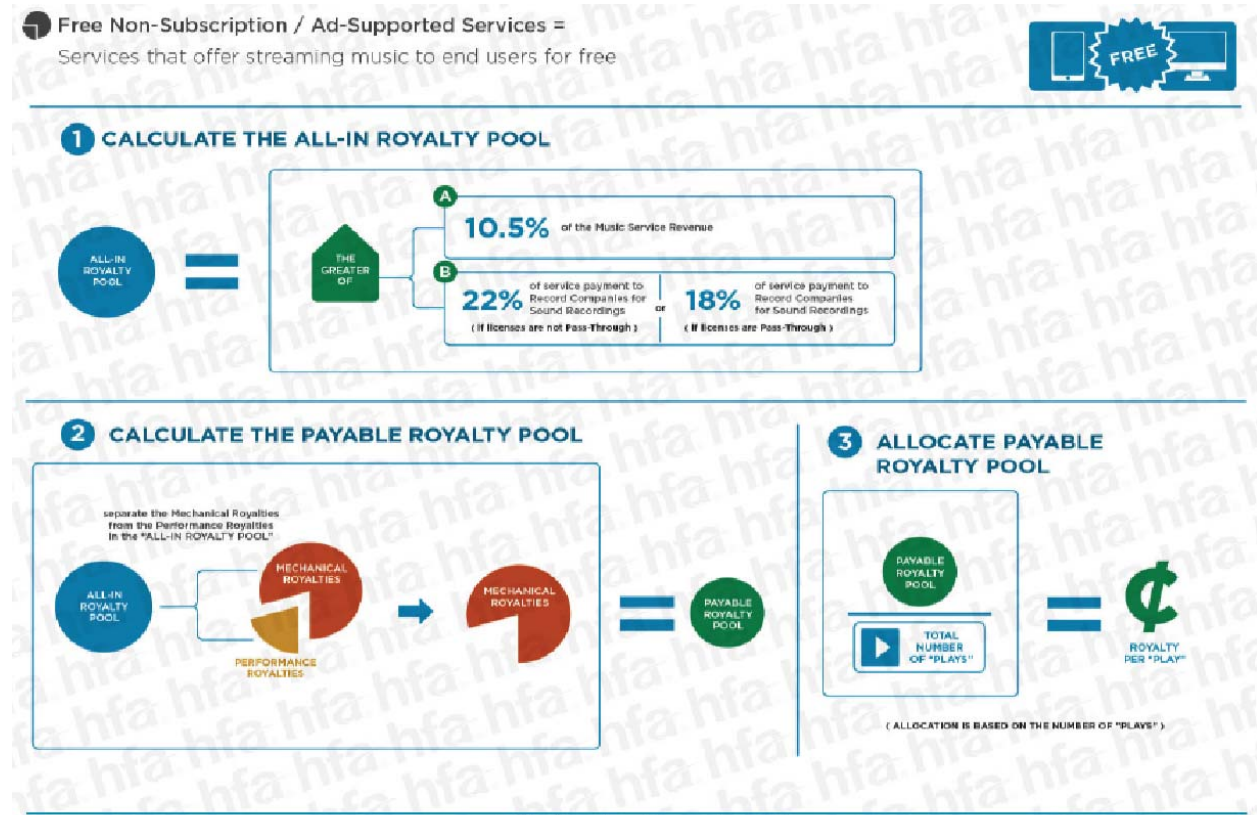 Free Non-Subscription / Ad-Supported Services =
Services that offer streaming music to end users for free
FREE
1 CALCULATE THE ALL-IN ROYALTY POOL
ALL-IN
ROYALTY
POOL
THE
GREATER
OF
A
10.5% of the Music Service Revenue
B
22% of service payment to
Record Companies for
Sound Recordings
( if licenses are not Pass-Through )
or
18% of service payment to
Record Companies
for Sound Recordings
( if licenses are Pass-Through )
2 CALCULATE THE PAYABLE ROYALTY POOL
separate the Mechanical Royalties
from the Performance Royalties
in the "ALL-IN ROYALTY POOL"
ALL-IN
ROYALTY
POOL
MECHANICAL
ROYALTIES
PERFORMANCE
ROYALTIES
MECHANICAL
ROYALTIES
PAYABLE
ROYALTY
POOL
3 ALLOCATE PAYABLE
ROYALTY POOL
PAYABLE
ROYALTY
POOL
TOTAL
NUMBER
OF "PLAYS"
¢
ROYALTY
PER "PLAY"
( ALLOCATION IS BASED ON THE NUMBER OF "PLAYS" )
hfa